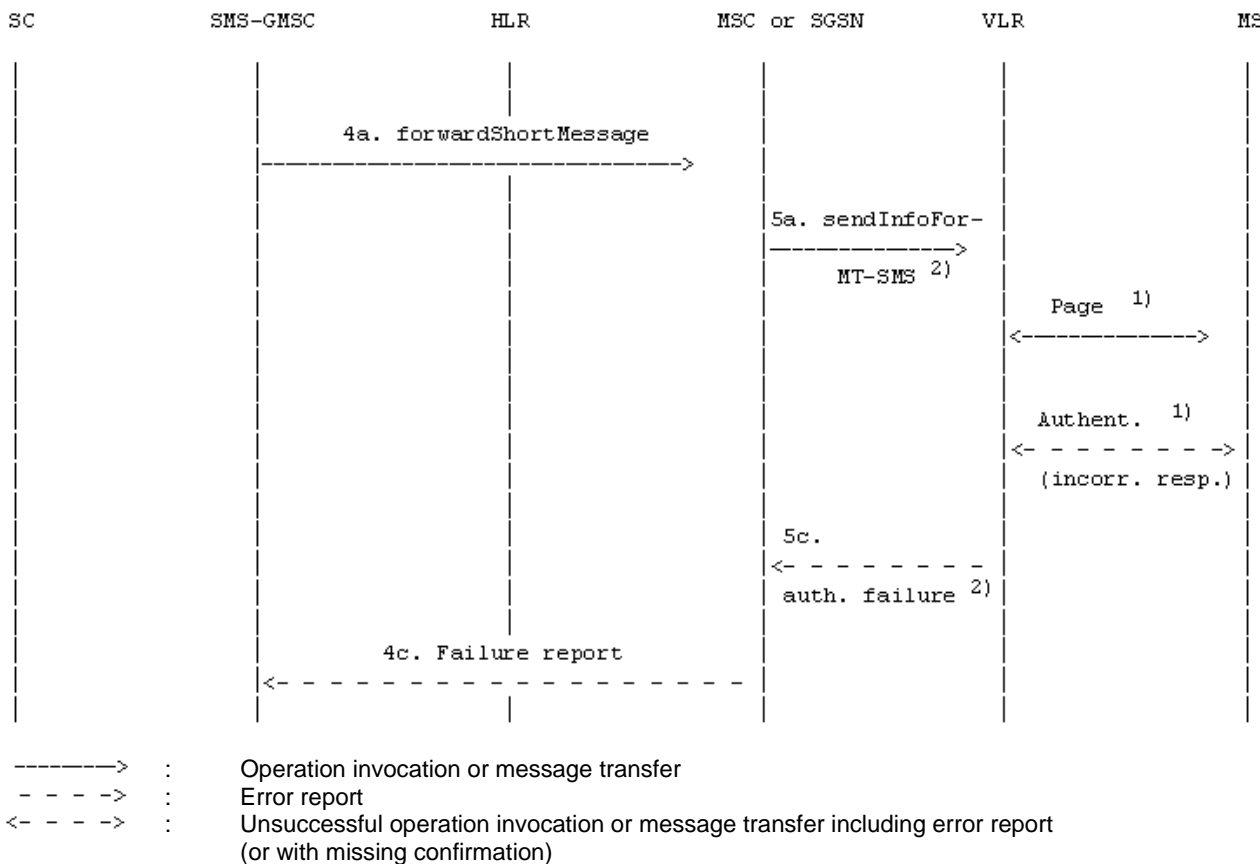 SC SMS-GMSC HLR MSC or SGSN VLR MS
4a. forwardShortMessage
5a. sendInfoFor-
MT-SMS 2)
Page 1)
Authent. 1)
(incorr. resp.)
5c.
auth. failure 2)
4c. Failure report
: Operation invocation or message transfer
: Error report
: Unsuccessful operation invocation or message transfer including error report
(or with missing confirmation)